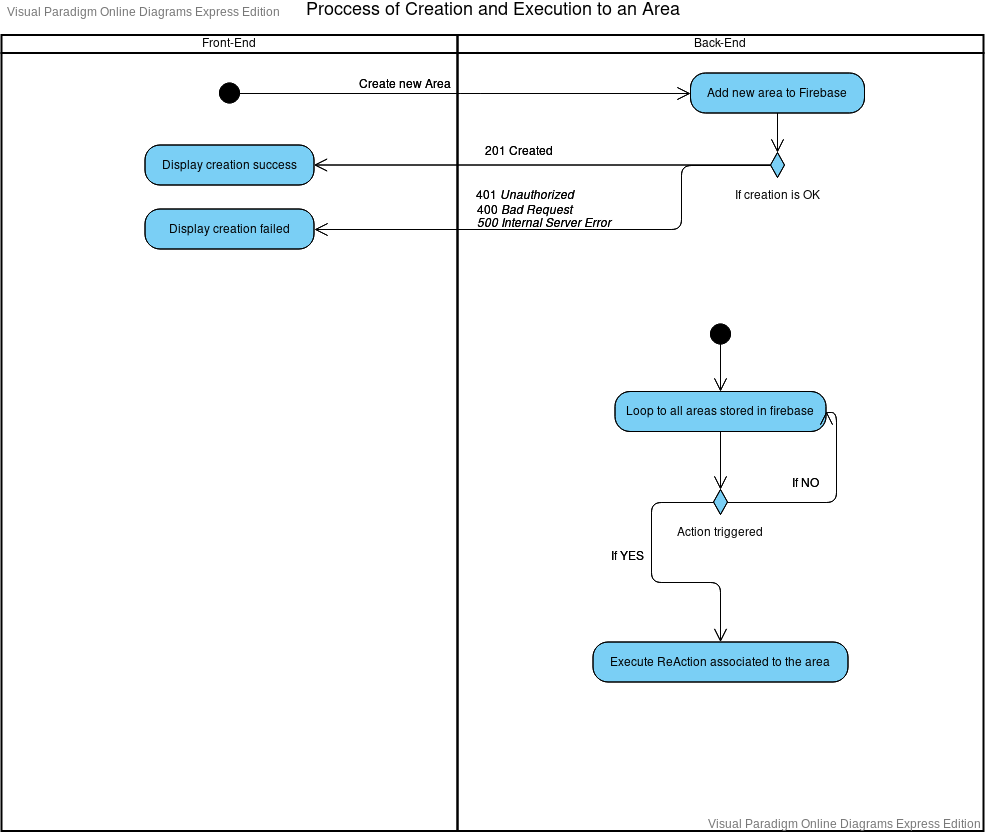 Visual Paradigm Online Diagrams Express Edition
Proccess of Creation and Execution to an Area
Front-End
Back-End
Create new Area
Add new area to Firebase
201 Created
Display creation success
If creation is OK
401 Unauthorized
400 Bad Request
500 Internal Server Error
Display creation failed
Loop to all areas stored in firebase
If NO
Action triggered
If YES
Execute ReAction associated to the area
Visual Paradigm Online Diagrams Express Edition